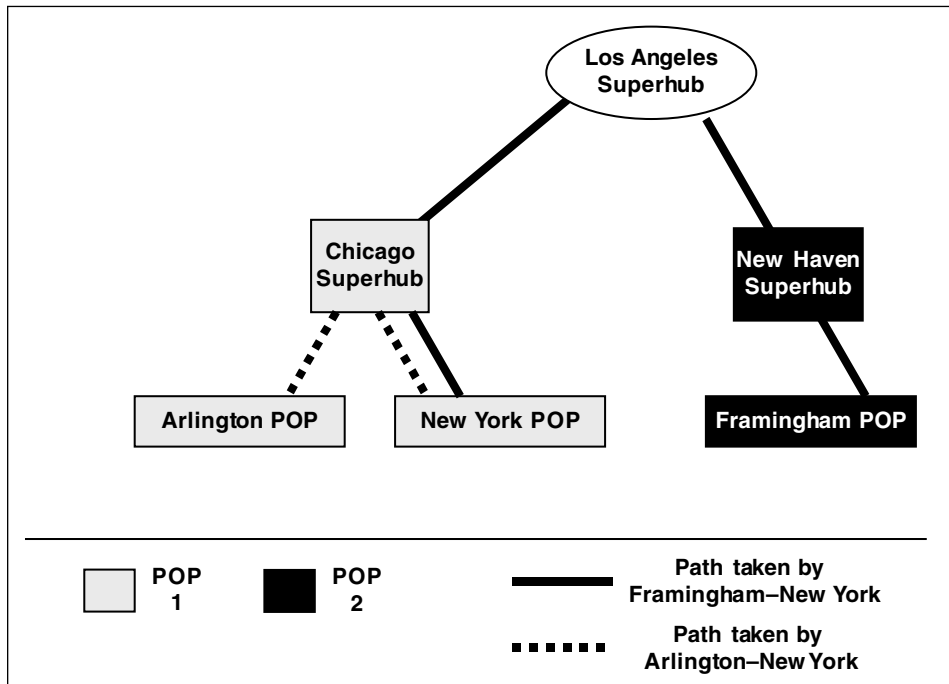 Los Angeles
Superhub
Chicago
Superhub
New Haven
Superhub
Arlington POP
New York POP
Framingham POP
POP
1
POP
2
Path taken by
Framingham–New York
Path taken by
Arlington–New York